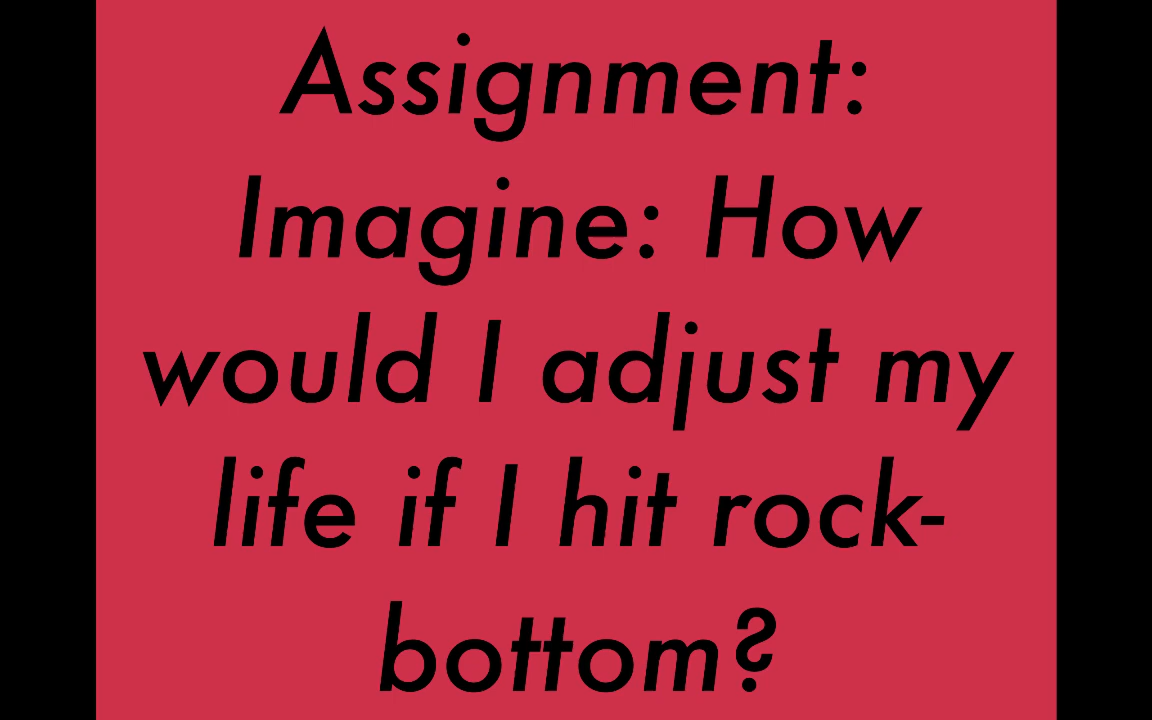 Assignment:
Imagine: How
would I adjust my
life if I hit rock-
bottom?